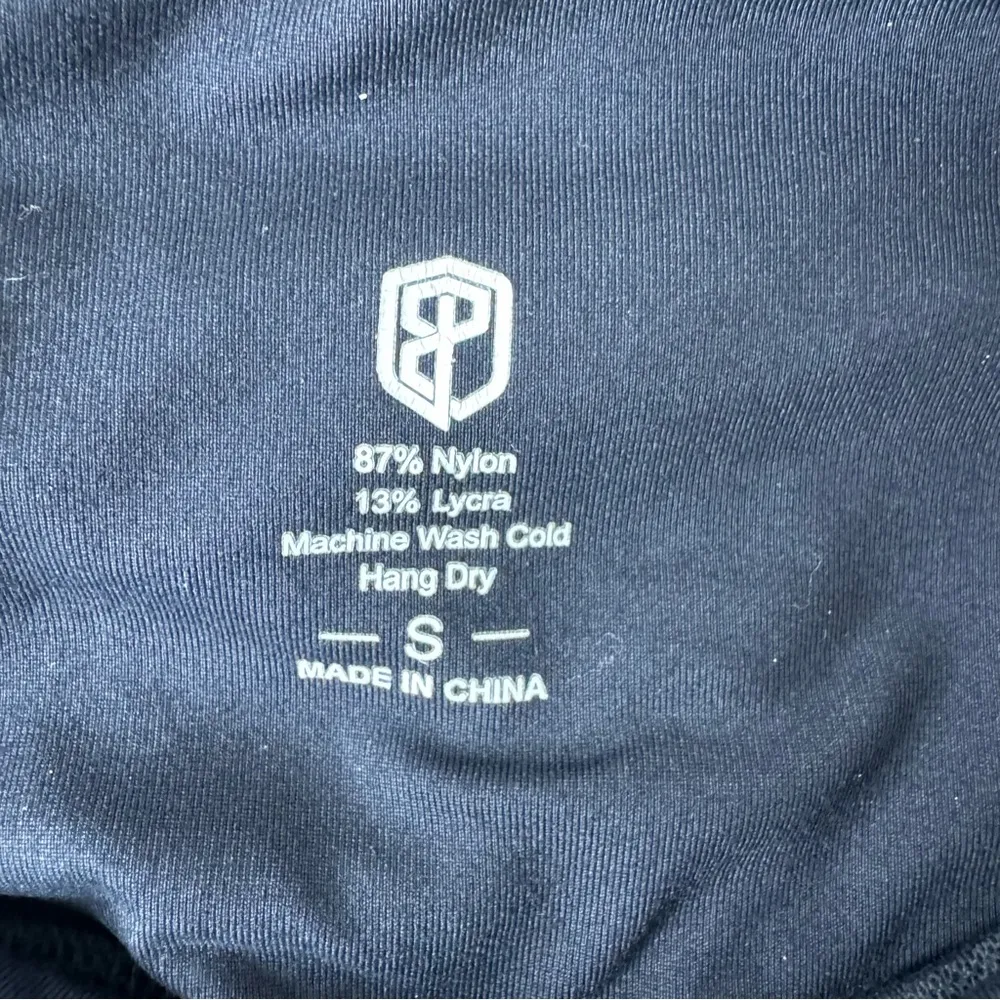 87% Nylon
13% Lycra
Machine Wash Cold
Hang Dry
S
MADE IN CHINA